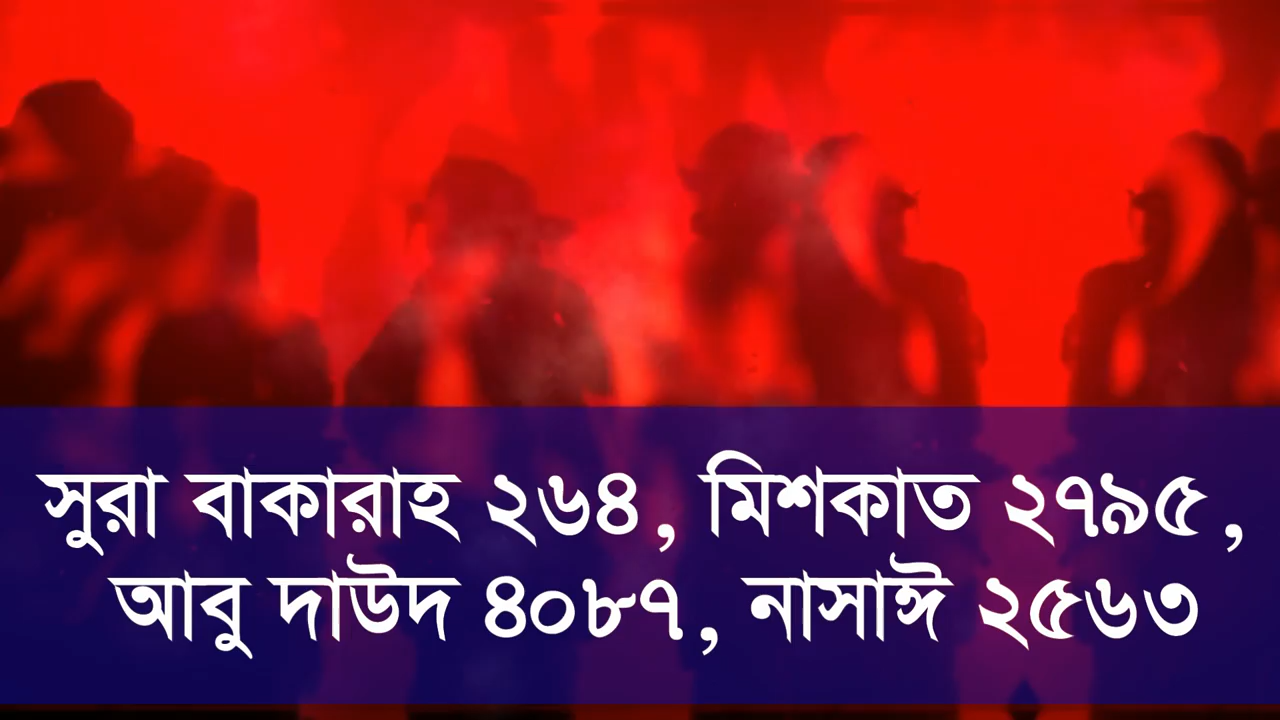 সুরা বাকারাহ ২৬৪, মিশকাত ২৭৯৫,
আবু দাউদ ৪০৮৭, নাসাঈ ২৫৬৩